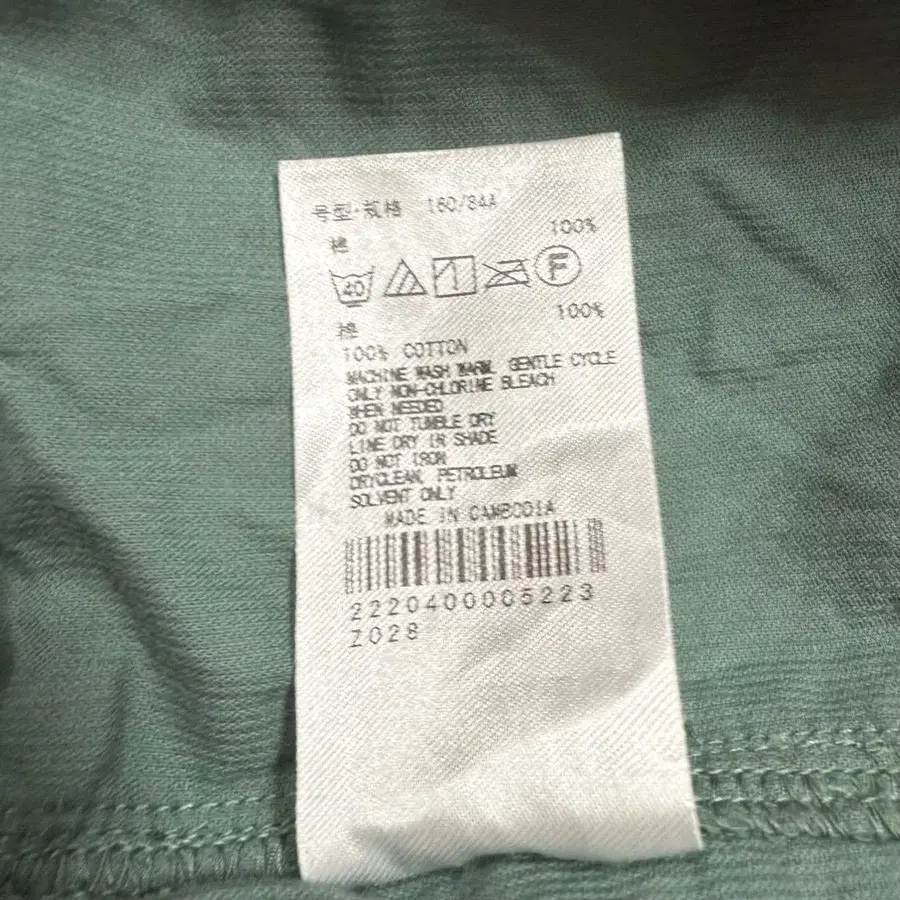 号型·规格 160/84A
棉 100%
40 F
棉 100%
100% COTTON
MACHINE WASH WARM, GENTLE CYCLE
ONLY NON-CHLORINE BLEACH
WHEN NEEDED
DO NOT TUMBLE DRY
LINE DRY IN SHADE
DO NOT IRON
DRYCLEAN, PETROLEUM
SOLVENT ONLY
MADE IN CAMBODIA
2220400005223
Z028